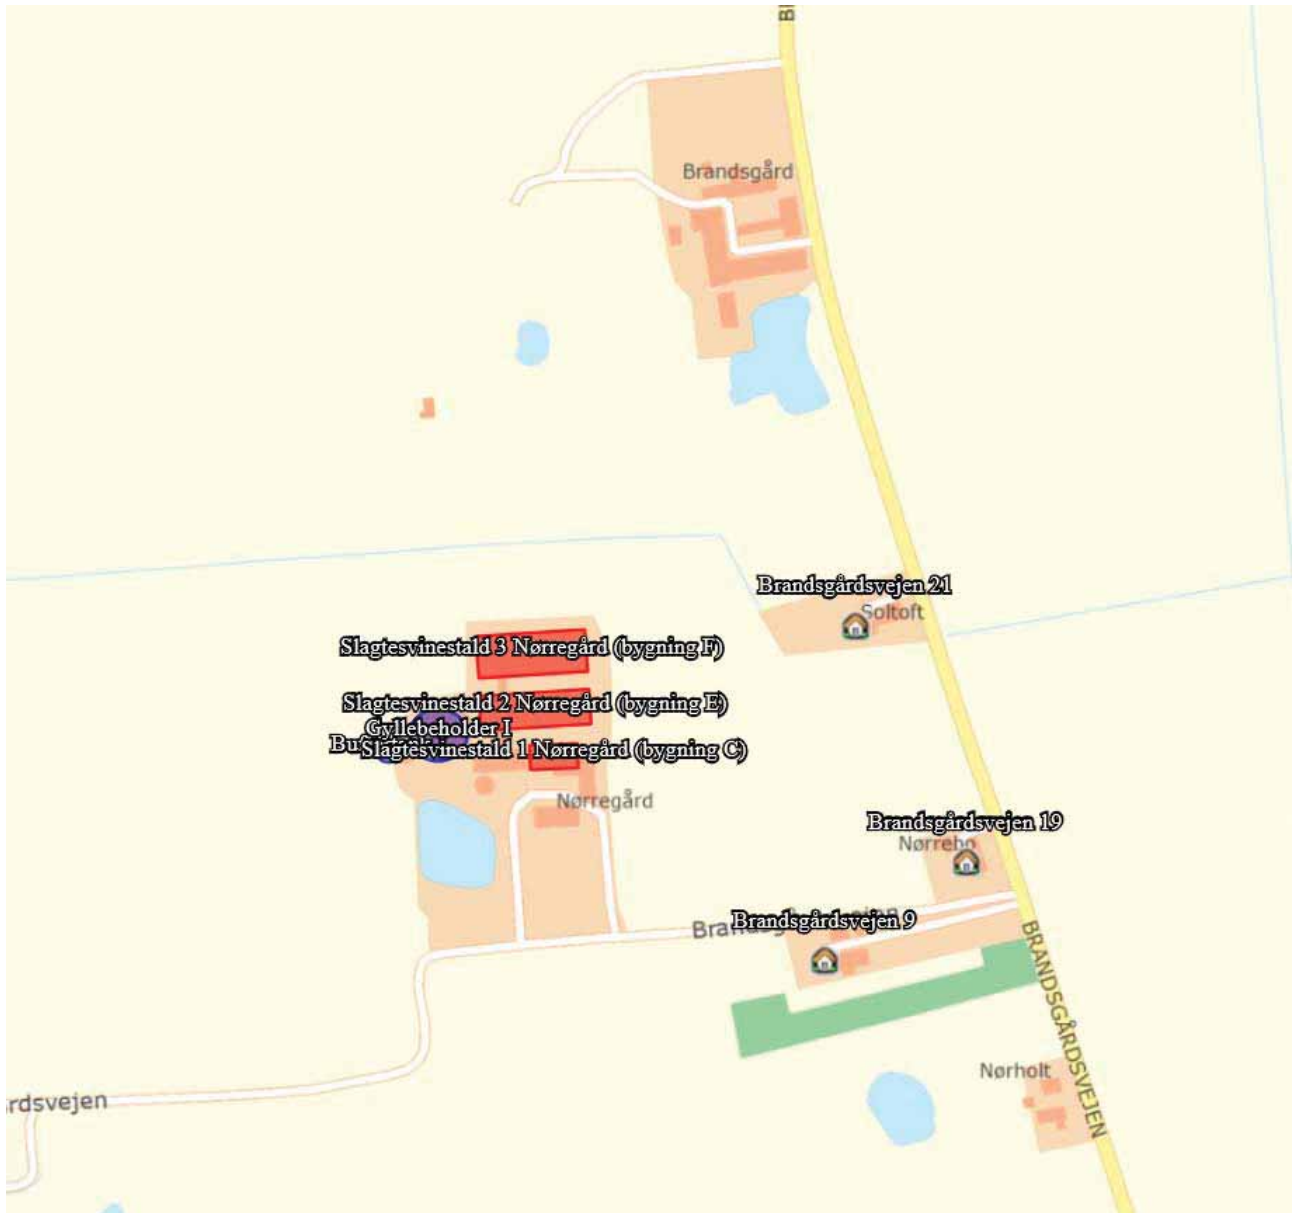 Brandsgård
Brandsgårdsvejen 21
Soltoft
Slagtesvinestald 3 Nørregård (bygning F)
Slagtesvinestald 2 Nørregård (bygning E)
Gyllebeholder I
Slagtesvinestald 1 Nørregård (bygning C)
Nørregård
Brandsgårdsvejen 19
Nørrebo
Brandsgårdsvejen 9
BRANDSGÅRDSVEJEN
Nørholt
rdsvejen